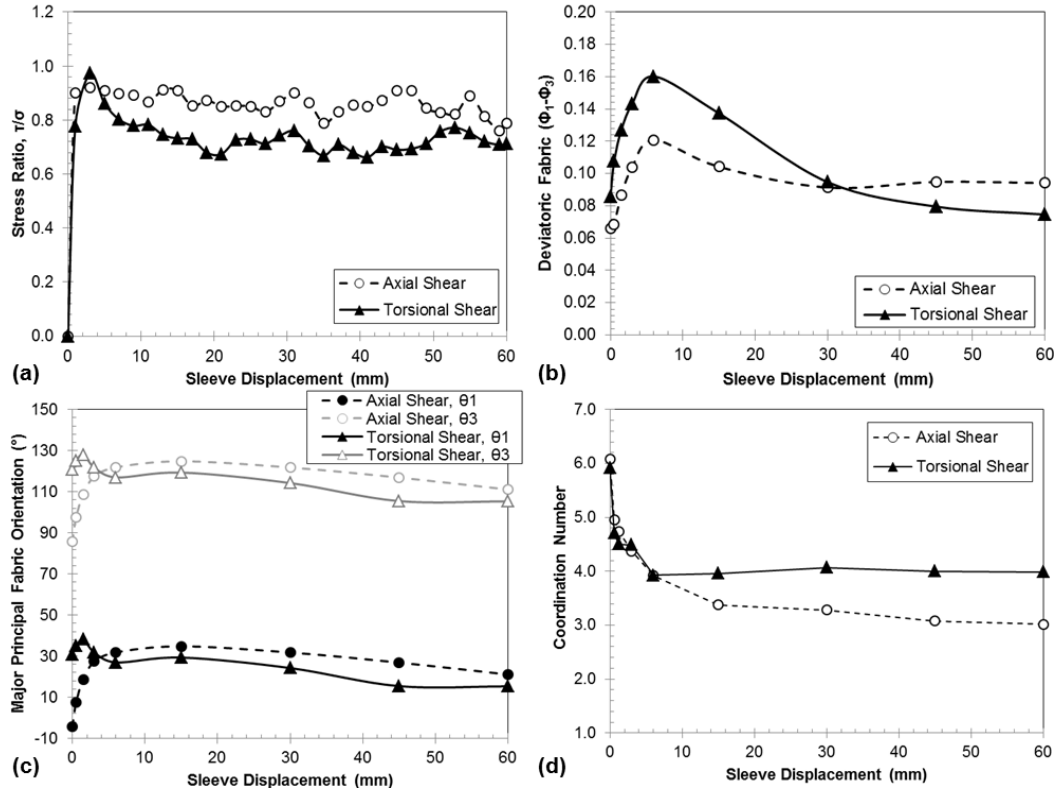 1.2
1.0
0.8
0.6
0.4
0.2
0.0
Stress Ratio, τ/σ
Axial Shear
Torsional Shear
0 10 20 30 40 50 60
(a) Sleeve Displacement (mm)
0.20
0.18
0.16
0.14
0.12
0.10
0.08
0.06
0.04
0.02
0.00
Deviatoric Fabric (Φ1-Φ3)
Axial Shear
Torsional Shear
0 10 20 30 40 50 60
(b) Sleeve Displacement (mm)
Axial Shear, θ1
Axial Shear, θ3
Torsional Shear, θ1
Torsional Shear, θ3
150
130
110
90
70
50
30
10
-10
Major Principal Fabric Orientation (°)
0 10 20 30 40 50 60
(c) Sleeve Displacement (mm)
7.0
6.0
5.0
4.0
3.0
2.0
1.0
Coordination Number
Axial Shear
Torsional Shear
0 10 20 30 40 50 60
(d) Sleeve Displacement (mm)